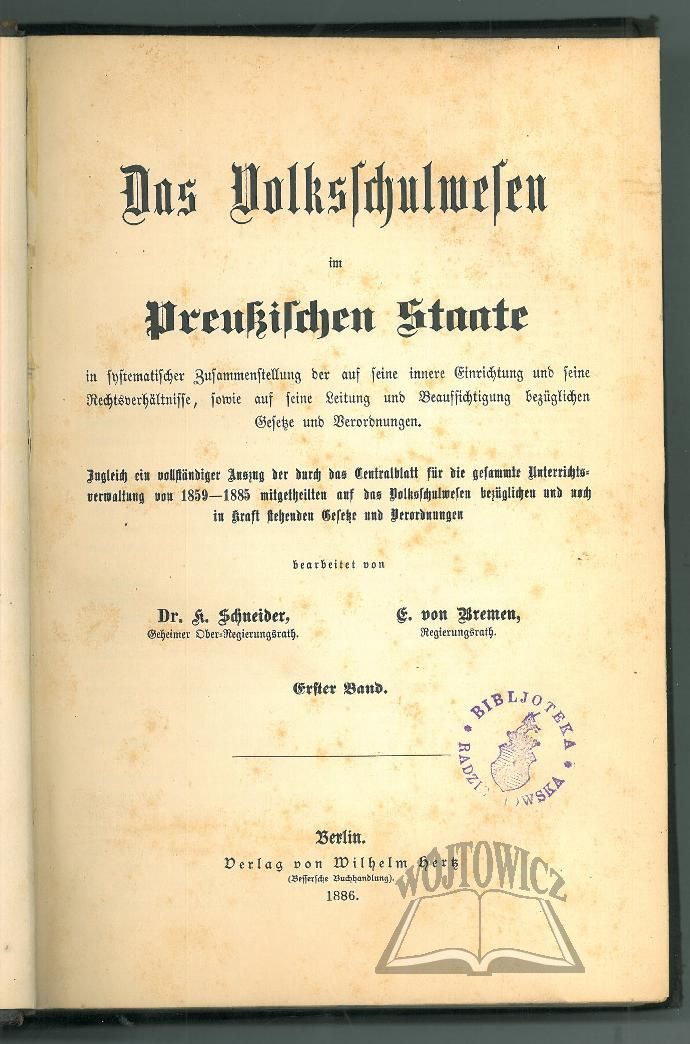 Das Volksschulwesen
im
Preußischen Staate
in systematischer Zusammenstellung der auf seine innere Einrichtung und seine
Rechtsverhältnisse, sowie auf seine Leitung und Beaufsichtigung bezüglichen
Gesetze und Verordnungen.
Zugleich ein vollständiger Auszug der durch das Centralblatt für die gesammte Unterrichts-
verwaltung von 1859—1885 mitgetheilten auf das Volksschulwesen bezüglichen und noch
in Kraft stehenden Gesetze und Verordnungen
bearbeitet von
Dr. K. Schneider,
Geheimer Ober-Regierungsrath.
E. von Bremen,
Regierungsrath.
Erster Band.
BIBLJOTEKA
Berlin.
Verlag von Wilhelm Hertz
(Bessersche Buchhandlung).
1886.
WÓJTOWICZ